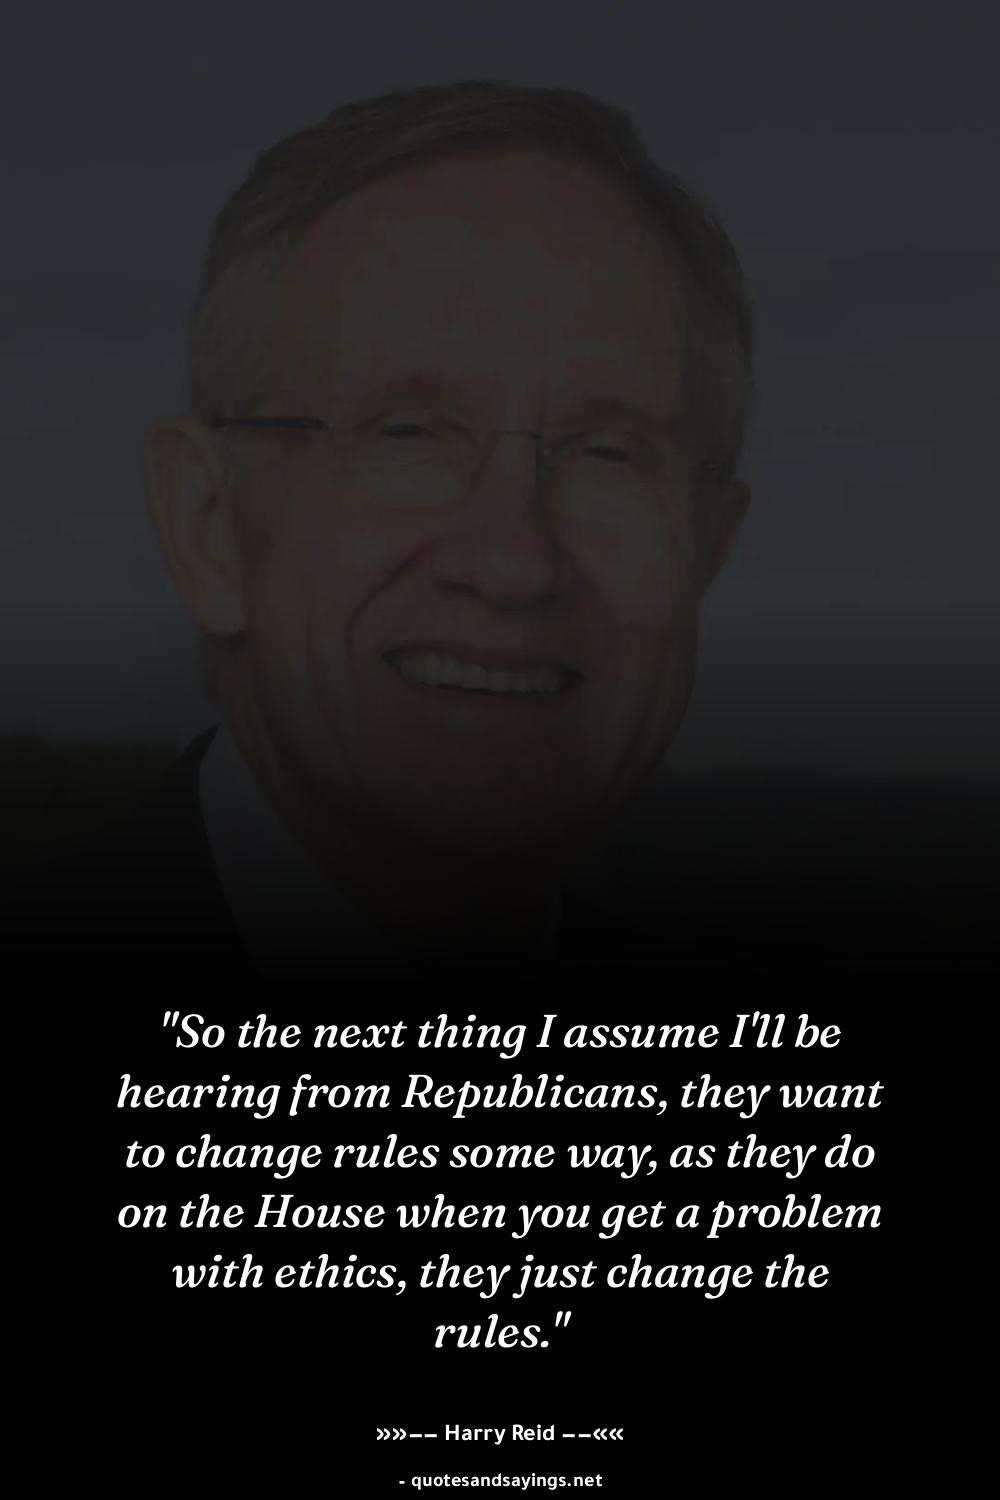 "So the next thing I assume I'll be
hearing from Republicans, they want
to change rules some way, as they do
on the House when you get a problem
with ethics, they just change the
rules."
»»–– Harry Reid ––««
- quotesandsayings.net